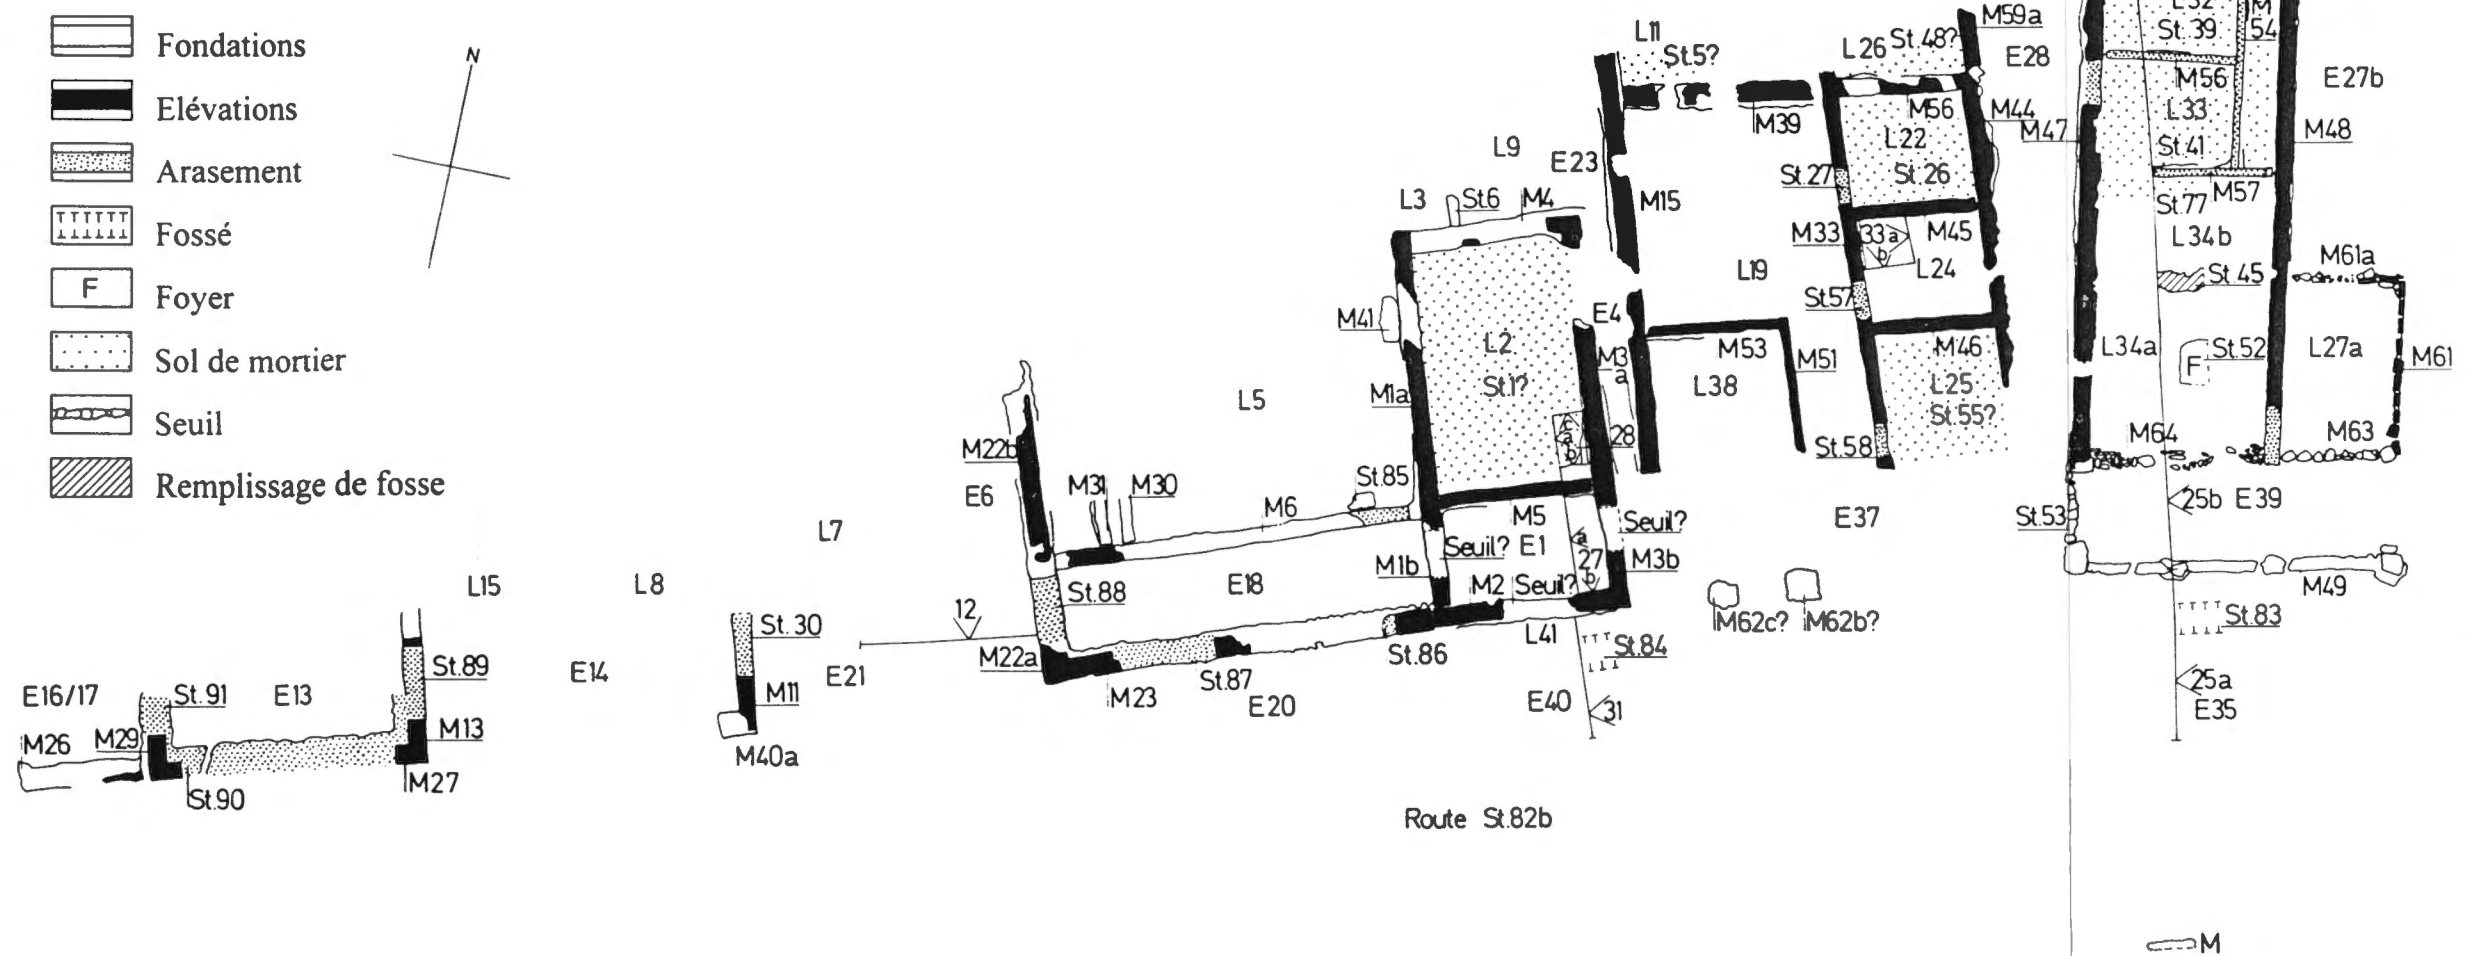 Fondations
Elévations
Arasement
Fossé
F Foyer
Sol de mortier
Seuil
Remplissage de fosse
N
L11
St.5?
L26
St.48?
M59a
E28
L32
St.39
M
54
M56
L33
St.41
M57
E27b
M48
M39
M56
L22
St.26
M44
M47
L9
E23
M15
St.27
L3
St.6
M4
M33
33
a
b
M45
L24
L19
St.57
St.77
L34b
M61a
St.45
M41
L2
St.1?
E4
M3
a
M53
L38
M51
M46
L25
St.55?
L34a
St.52
F
L27a
M61
L5
M1a
c
a
b
28
St.58
M64
M63
M22b
E6
M31
M30
St.85
M6
L7
M5
E1
Seuil?
Seuil?
a
27
b
M3b
E37
St.53
25b
E39
L15
L8
St.88
E18
M1b
M2
Seuil?
12
M62c?
M62b?
M49
St.83
St.30
L41
St.84
M22a
St.86
St.87
M23
E20
E40
31
25a
E35
E16/17
St.91
E13
St.89
E14
M11
E21
M26
M29
M13
M40a
M27
St.90
Route St.82b
M